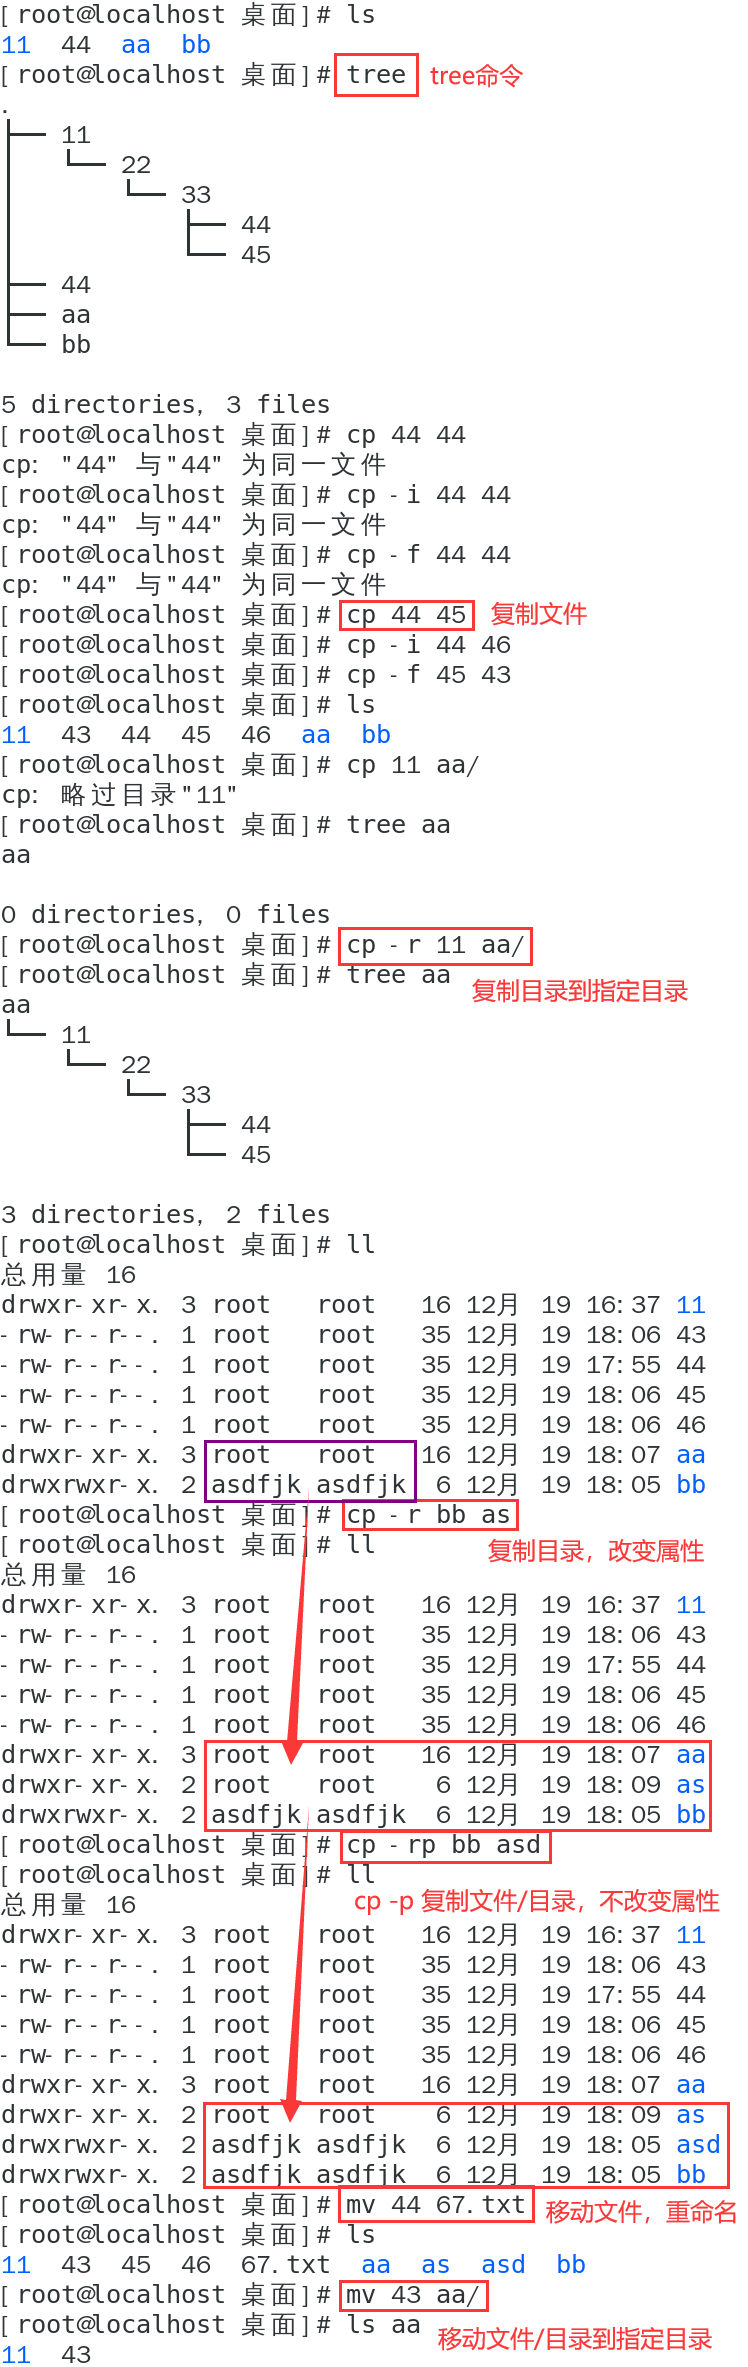 [root@localhost 桌面]# ls
11  44  aa  bb
[root@localhost 桌面]# tree tree命令
.
├── 11
│   └── 22
│       └── 33
│           ├── 44
│           └── 45
├── 44
├── aa
└── bb
5 directories, 3 files
[root@localhost 桌面]# cp 44 44
cp: "44" 与"44" 为同一文件
[root@localhost 桌面]# cp -i 44 44
cp: "44" 与"44" 为同一文件
[root@localhost 桌面]# cp -f 44 44
cp: "44" 与"44" 为同一文件
[root@localhost 桌面]# cp 44 45 复制文件
[root@localhost 桌面]# cp -i 44 46
[root@localhost 桌面]# cp -f 45 43
[root@localhost 桌面]# ls
11  43  44  45  46  aa  bb
[root@localhost 桌面]# cp 11 aa/
cp: 略过目录"11"
[root@localhost 桌面]# tree aa
aa
0 directories, 0 files
[root@localhost 桌面]# cp -r 11 aa/
[root@localhost 桌面]# tree aa
复制目录到指定目录
aa
└── 11
    └── 22
        └── 33
            ├── 44
            └── 45
3 directories, 2 files
[root@localhost 桌面]# ll
总用量 16
drwxr-xr-x. 3 root   root   16 12月 19 16:37 11
-rw-r--r--. 1 root   root   35 12月 19 18:06 43
-rw-r--r--. 1 root   root   35 12月 19 17:55 44
-rw-r--r--. 1 root   root   35 12月 19 18:06 45
-rw-r--r--. 1 root   root   35 12月 19 18:06 46
drwxr-xr-x. 3 root   root   16 12月 19 18:07 aa
drwxrwxr-x. 2 asdfjk asdfjk  6 12月 19 18:05 bb
[root@localhost 桌面]# cp -r bb as
[root@localhost 桌面]# ll
复制目录，改变属性
总用量 16
drwxr-xr-x. 3 root   root   16 12月 19 16:37 11
-rw-r--r--. 1 root   root   35 12月 19 18:06 43
-rw-r--r--. 1 root   root   35 12月 19 17:55 44
-rw-r--r--. 1 root   root   35 12月 19 18:06 45
-rw-r--r--. 1 root   root   35 12月 19 18:06 46
drwxr-xr-x. 3 root   root   16 12月 19 18:07 aa
drwxr-xr-x. 2 root   root    6 12月 19 18:09 as
drwxrwxr-x. 2 asdfjk asdfjk  6 12月 19 18:05 bb
[root@localhost 桌面]# cp -rp bb asd
[root@localhost 桌面]# ll
cp -p 复制文件/目录，不改变属性
总用量 16
drwxr-xr-x. 3 root   root   16 12月 19 16:37 11
-rw-r--r--. 1 root   root   35 12月 19 18:06 43
-rw-r--r--. 1 root   root   35 12月 19 17:55 44
-rw-r--r--. 1 root   root   35 12月 19 18:06 45
-rw-r--r--. 1 root   root   35 12月 19 18:06 46
drwxr-xr-x. 3 root   root   16 12月 19 18:07 aa
drwxr-xr-x. 2 root   root    6 12月 19 18:09 as
drwxrwxr-x. 2 asdfjk asdfjk  6 12月 19 18:05 asd
drwxrwxr-x. 2 asdfjk asdfjk  6 12月 19 18:05 bb
[root@localhost 桌面]# mv 44 67.txt 移动文件，重命名
[root@localhost 桌面]# ls
11  43  45  46  67.txt  aa  as  asd  bb
[root@localhost 桌面]# mv 43 aa/
[root@localhost 桌面]# ls aa
移动文件/目录到指定目录
11  43